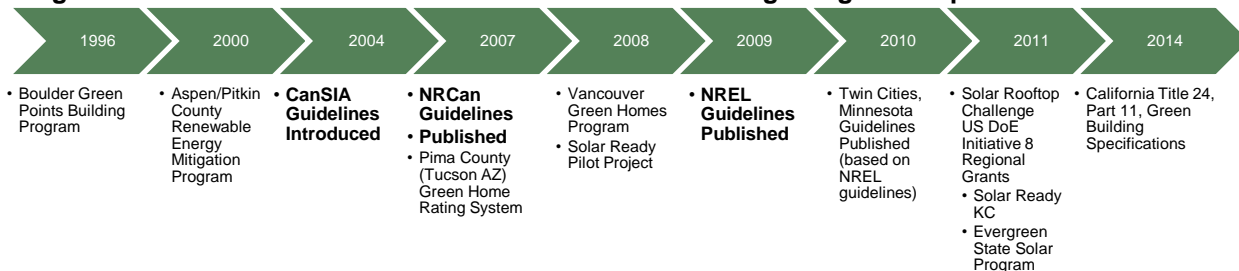 1996
2000
2004
2007
2008
2009
2010
2011
2014
• Boulder Green
Points Building
Program
• Aspen/Pitkin
County
Renewable
Energy
Mitigation
Program
• CanSIA
Guidelines
Introduced
• NRCan
Guidelines
• Published
• Pima County
(Tucson AZ)
Green Home
Rating System
• Vancouver
Green Homes
Program
• Solar Ready
Pilot Project
• NREL
Guidelines
Published
• Twin Cities,
Minnesota
Guidelines
Published
(based on
NREL
guidelines)
• Solar Rooftop
Challenge
US DoE
Initiative 8
Regional
Grants
• Solar Ready
KC
• Evergreen
State Solar
Program
• California Title 24,
Part 11, Green
Building
Specifications